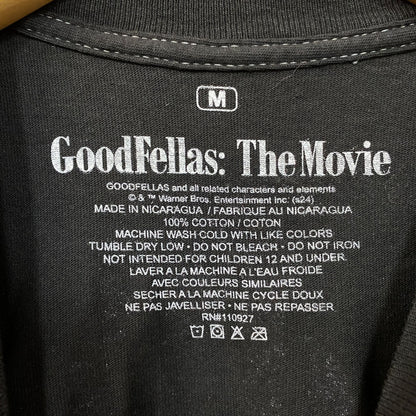 M
GoodFellas: The Movie
GOODFELLAS and all related characters and elements
© & ™ Warner Bros. Entertainment Inc. (s24)
MADE IN NICARAGUA / FABRIQUE AU NICARAGUA
100% COTTON / COTON
MACHINE WASH COLD WITH LIKE COLORS
TUMBLE DRY LOW • DO NOT BLEACH • DO NOT IRON
NOT INTENDED FOR CHILDREN 12 AND UNDER.
LAVER A LA MACHINE A L'EAU FROIDE
AVEC COULEURS SIMILAIRES
SECHER A LA MACHINE CYCLE DOUX
NE PAS JAVELLISER • NE PAS REPASSER
RN#110927